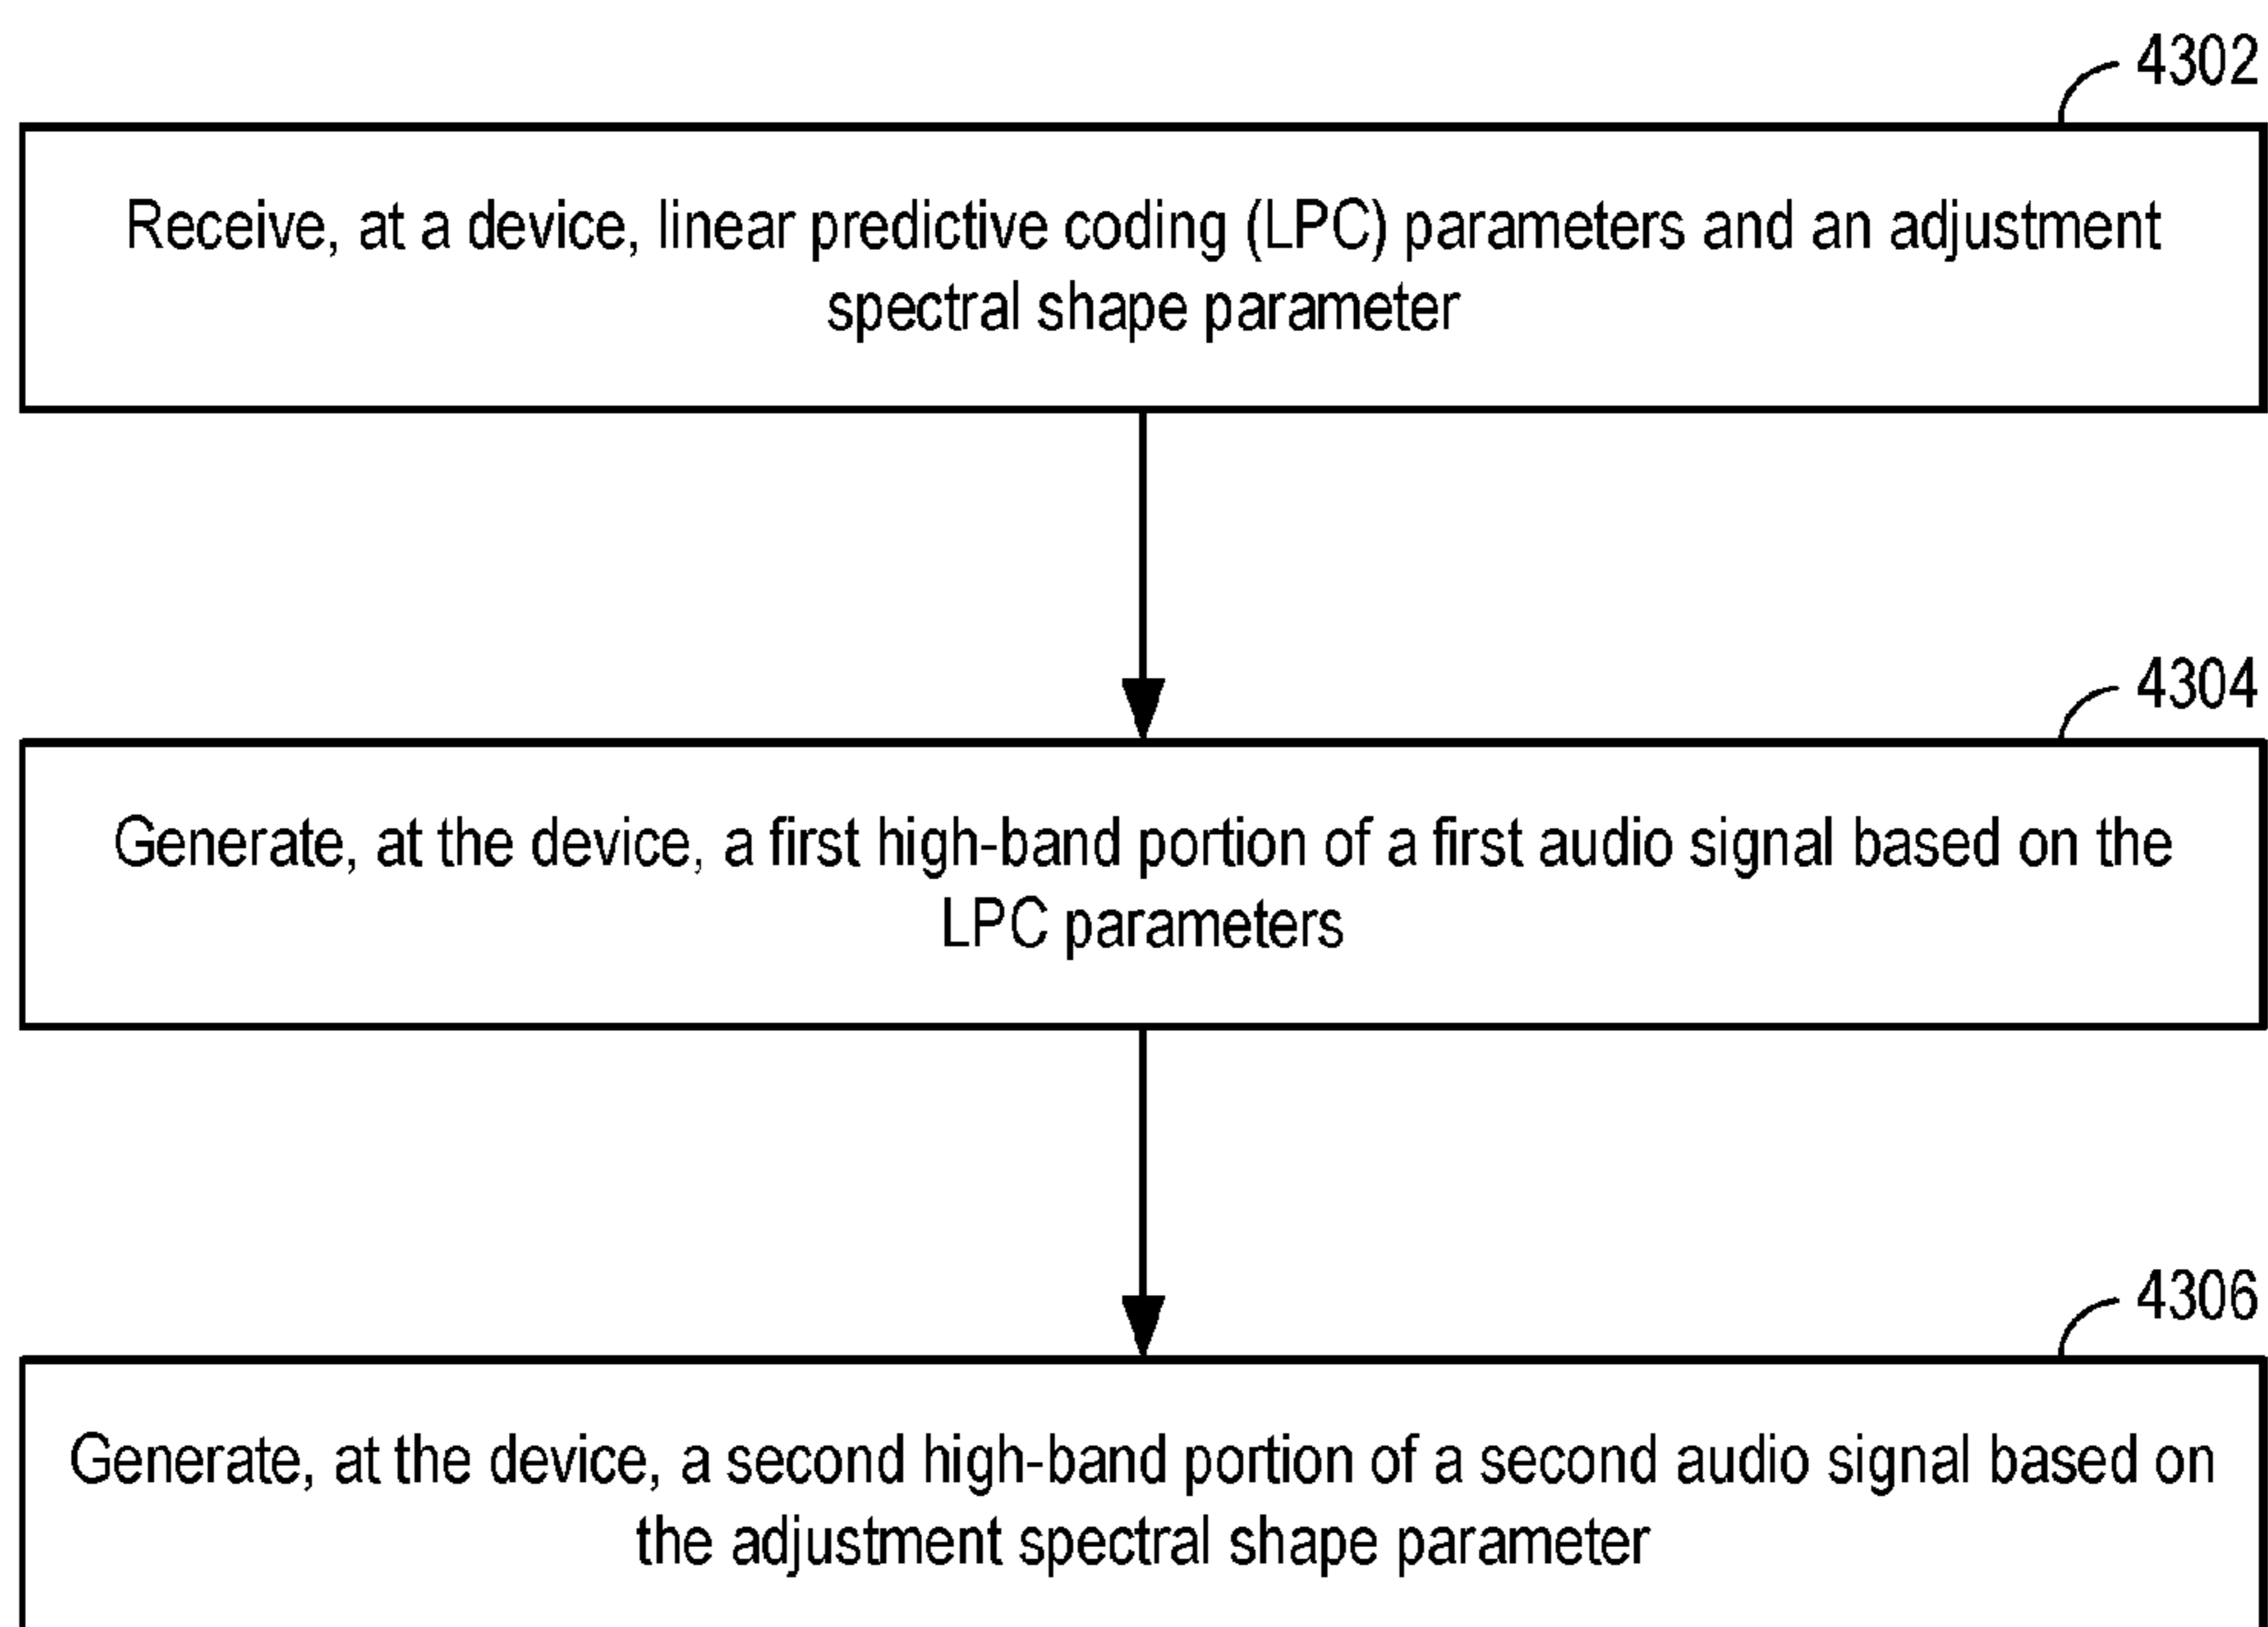 4302
Receive, at a device, linear predictive coding (LPC) parameters and an adjustment
spectral shape parameter
4304
Generate, at the device, a first high-band portion of a first audio signal based on the
LPC parameters
4306
Generate, at the device, a second high-band portion of a second audio signal based on
the adjustment spectral shape parameter